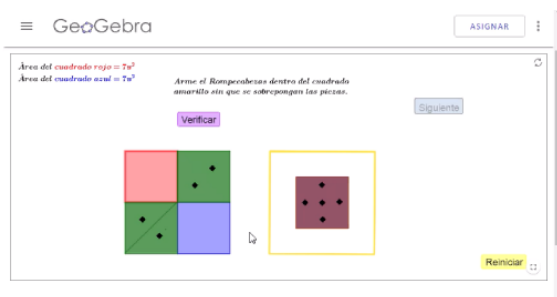 GeoGebra
ASIGNAR
Área del cuadrado rojo = 7u²
Área del cuadrado azul = 7u²
Arme el Rompecabezas dentro del cuadrado
amarillo sin que se sobrepongan las piezas.
Siguiente
Verificar
Reiniciar